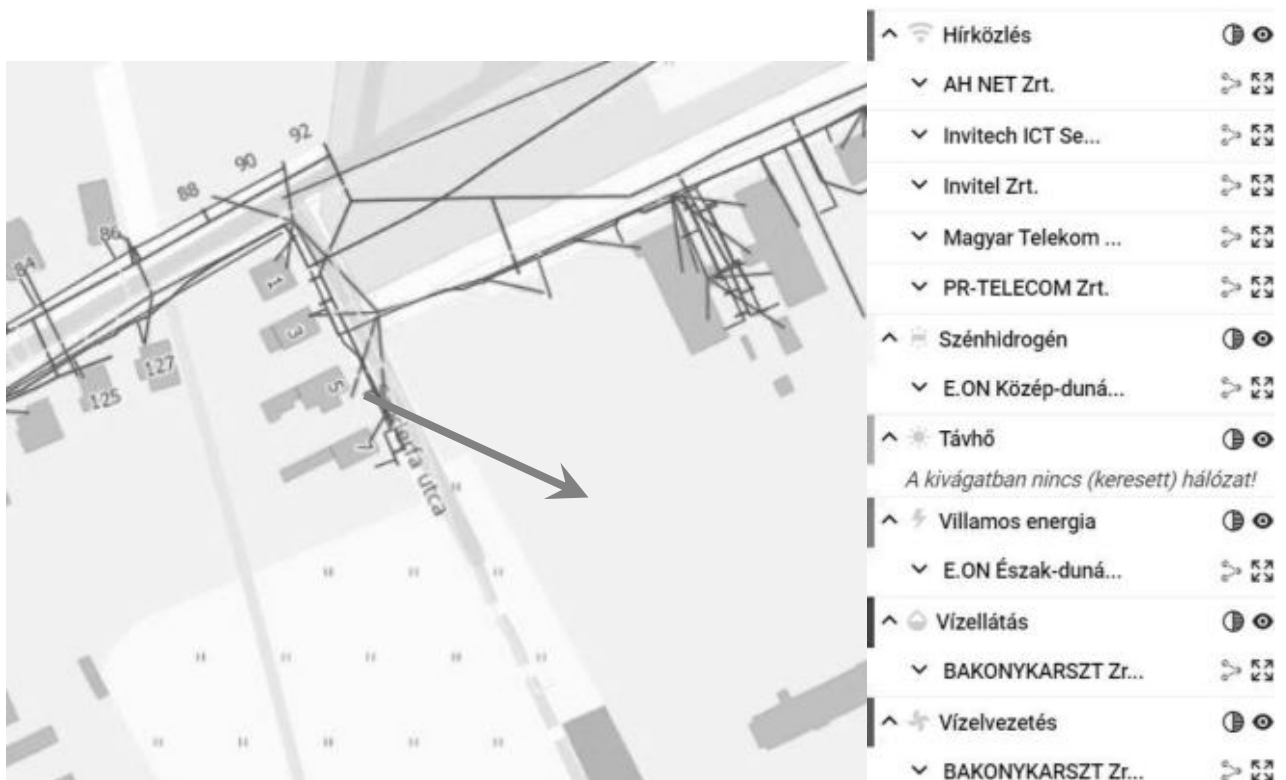 Hírközlés
AH NET Zrt.
Invitech ICT Se...
Invitel Zrt.
Magyar Telekom ...
PR-TELECOM Zrt.
Szénhidrogén
E.ON Közép-duná...
Távhő
A kivágatban nincs (keresett) hálózat!
Villamos energia
E.ON Észak-duná...
Vízellátás
BAKONYKARSZT Zr...
Vízelvezetés
BAKONYKARSZT Zr...
92
90
88
86
84
1
3
5
7
127
125
utca